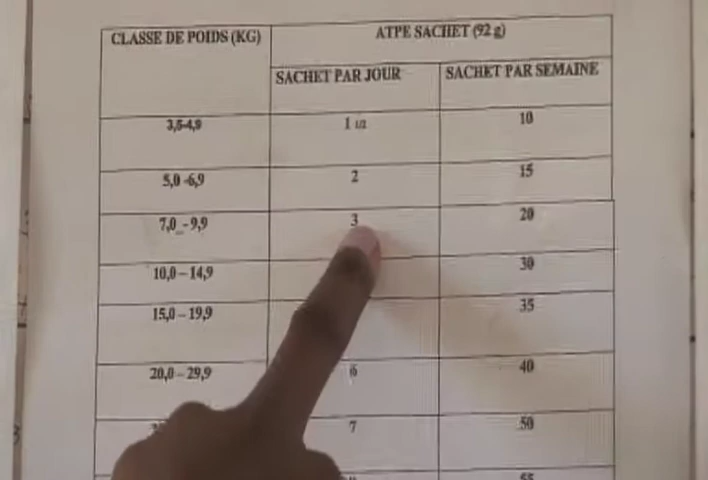 CLASSE DE POIDS (KG) ATPE SACHET (92 g)
SACHET PAR JOUR SACHET PAR SEMAINE
3,5-4,9 1 1/2 10
5,0 -6,9 2 15
7,0 -9,9 3 20
10,0 – 14,9 30
15,0 – 19,9 35
20,0 – 29,9 6 40
7 50
55